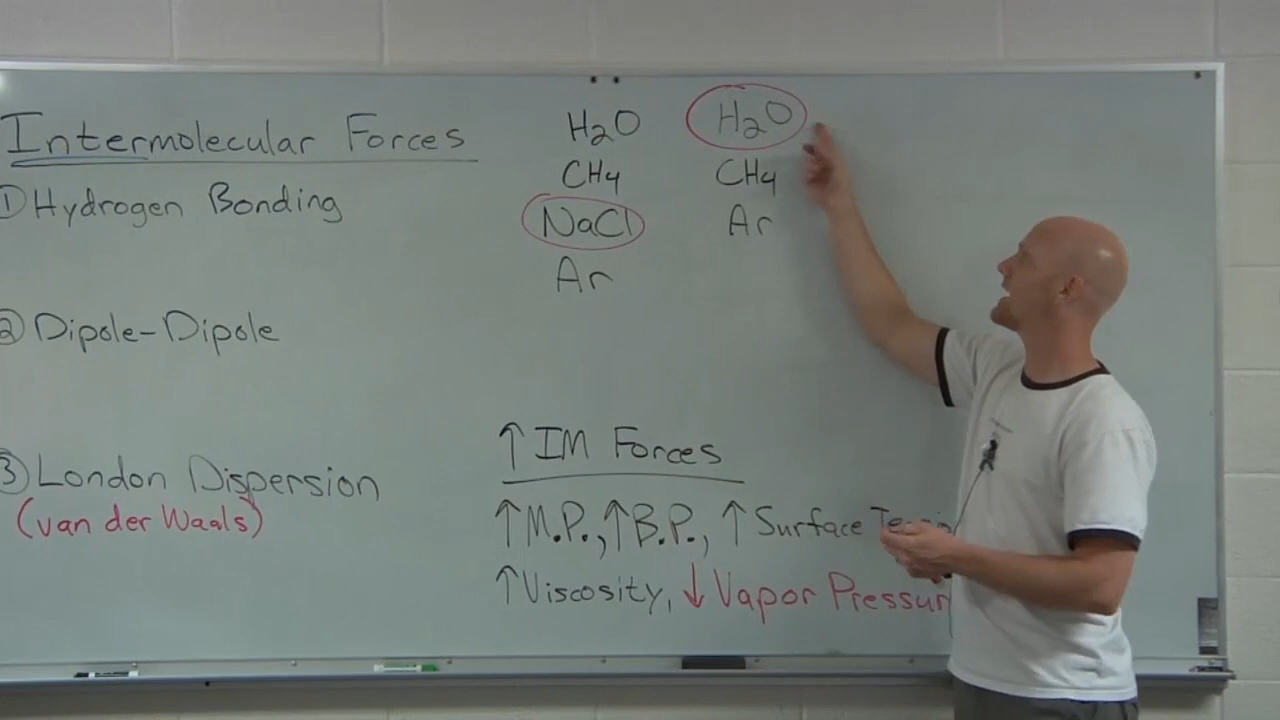 Intermolecular Forces
① Hydrogen Bonding
② Dipole-Dipole
③ London Dispersion
(van der Waals)
H2O
CH4
NaCl
Ar
H2O
CH4
Ar
↑ IM Forces
↑ M.P., ↑ B.P., ↑ Surface
↑ Viscosity, ↓ Vapor Pressur